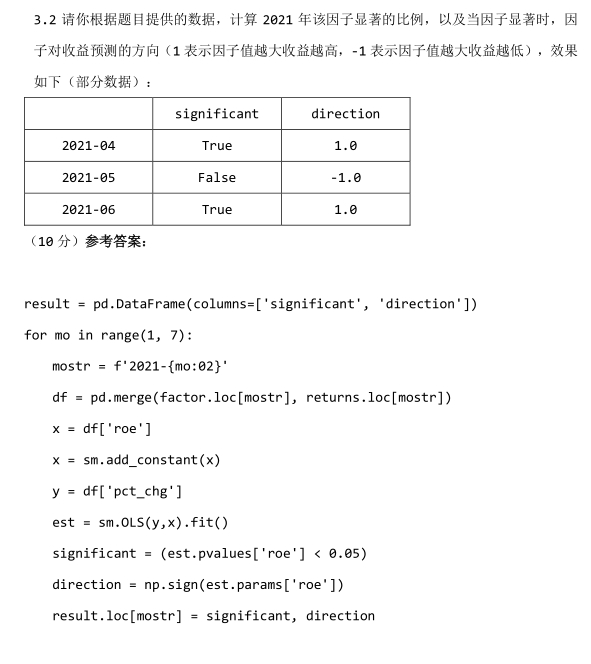 3.2 请你根据题目提供的数据，计算 2021 年该因子显著的比例，以及当因子显著时，因
子对收益预测的方向（1 表示因子值越大收益越高，-1 表示因子值越大收益越低），效果
如下（部分数据）：
significant direction
2021-04 True 1.0
2021-05 False -1.0
2021-06 True 1.0
（10 分）参考答案：
result = pd.DataFrame(columns=['significant', 'direction'])
for mo in range(1, 7):
    mostr = f'2021-{mo:02}'
    df = pd.merge(factor.loc[mostr], returns.loc[mostr])
    x = df['roe']
    x = sm.add_constant(x)
    y = df['pct_chg']
    est = sm.OLS(y,x).fit()
    significant = (est.pvalues['roe'] < 0.05)
    direction = np.sign(est.params['roe'])
    result.loc[mostr] = significant, direction